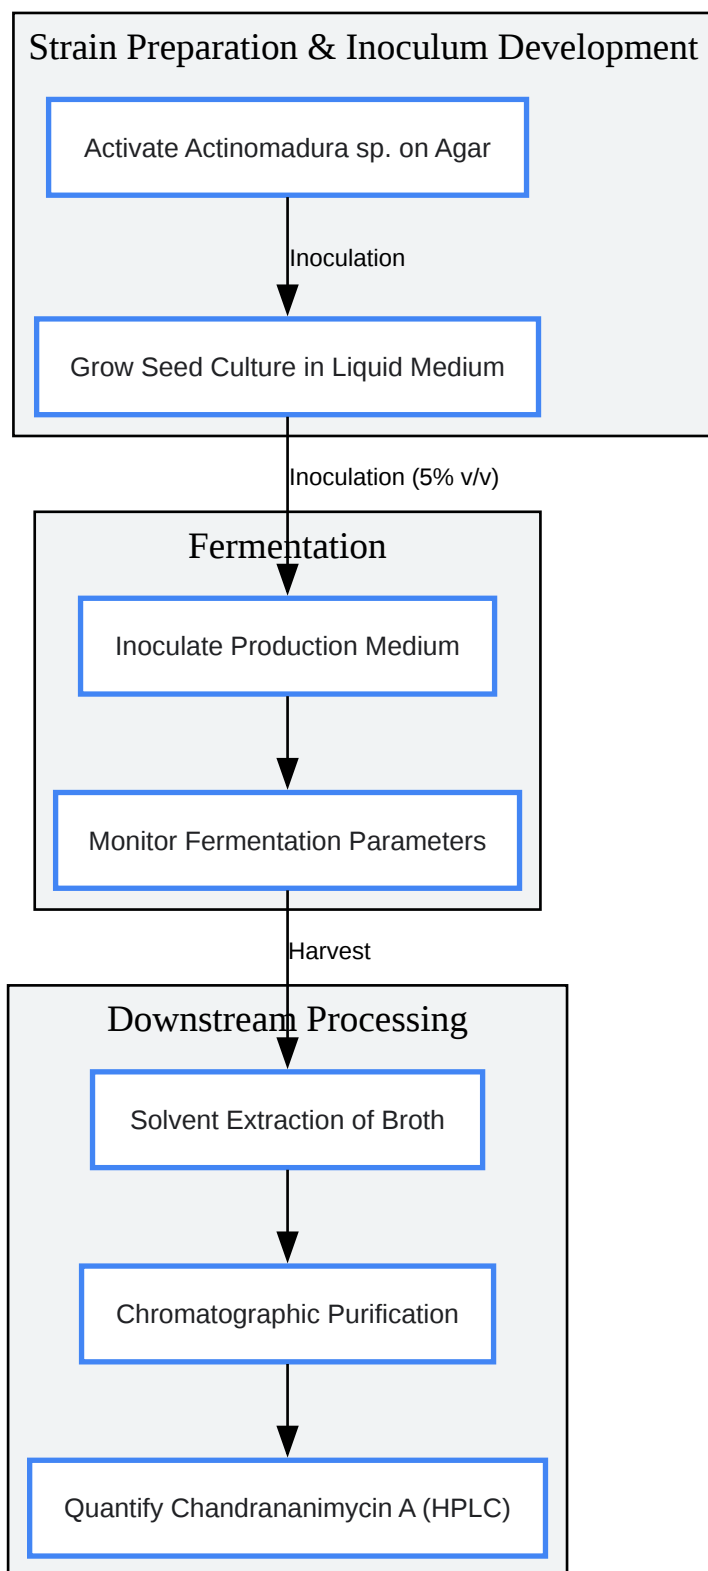 Strain Preparation & Inoculum Development
Activate Actinomadura sp. on Agar
Inoculation
Grow Seed Culture in Liquid Medium
Inoculation (5% v/v)
Fermentation
Inoculate Production Medium
Monitor Fermentation Parameters
Harvest
Downstream Processing
Solvent Extraction of Broth
Chromatographic Purification
Quantify Chandrananimycin A (HPLC)